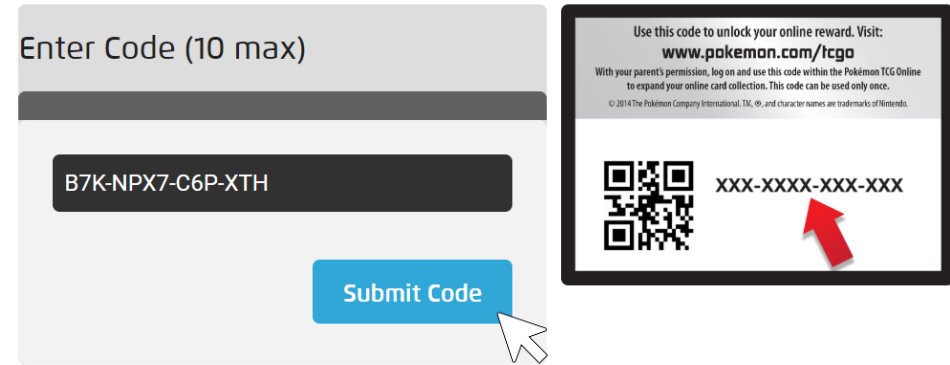 Enter Code (10 max)
B7K-NPX7-C6P-XTH
Submit Code
Use this code to unlock your online reward. Visit:
www.pokemon.com/tcgo
With your parent's permission, log on and use this code within the Pokémon TCG Online
to expand your online card collection. This code can be used only once.
© 2014 The Pokémon Company International. TM, ®, and character names are trademarks of Nintendo.
XXX-XXXX-XXX-XXX